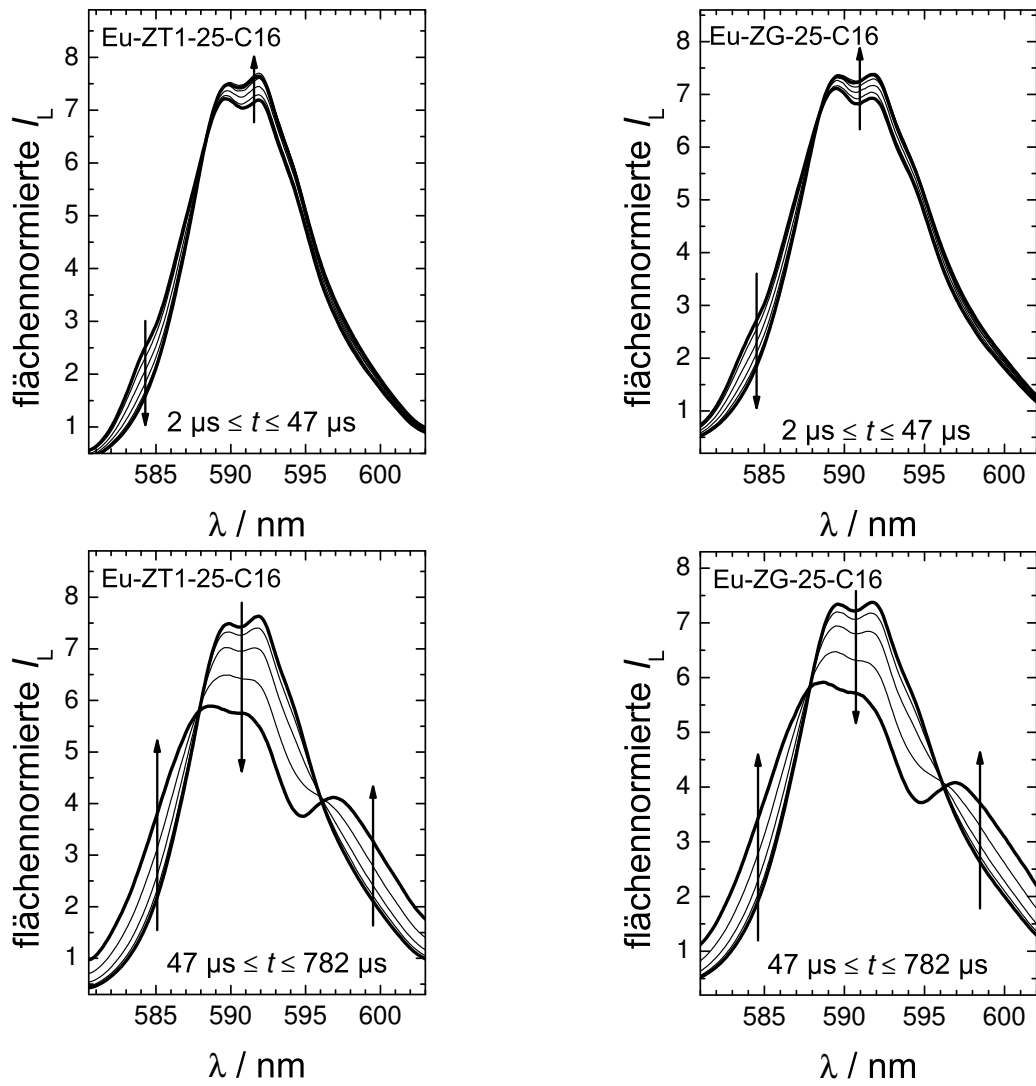 Eu-ZT1-25-C16
8
7
6
5
4
3
2
1
flächennormierte I_L
2 µs ≤ t ≤ 47 µs
585 590 595 600
λ / nm
Eu-ZG-25-C16
8
7
6
5
4
3
2
1
flächennormierte I_L
2 µs ≤ t ≤ 47 µs
585 590 595 600
λ / nm
Eu-ZT1-25-C16
8
7
6
5
4
3
2
1
flächennormierte I_L
47 µs ≤ t ≤ 782 µs
585 590 595 600
λ / nm
Eu-ZG-25-C16
8
7
6
5
4
3
2
1
flächennormierte I_L
47 µs ≤ t ≤ 782 µs
585 590 595 600
λ / nm